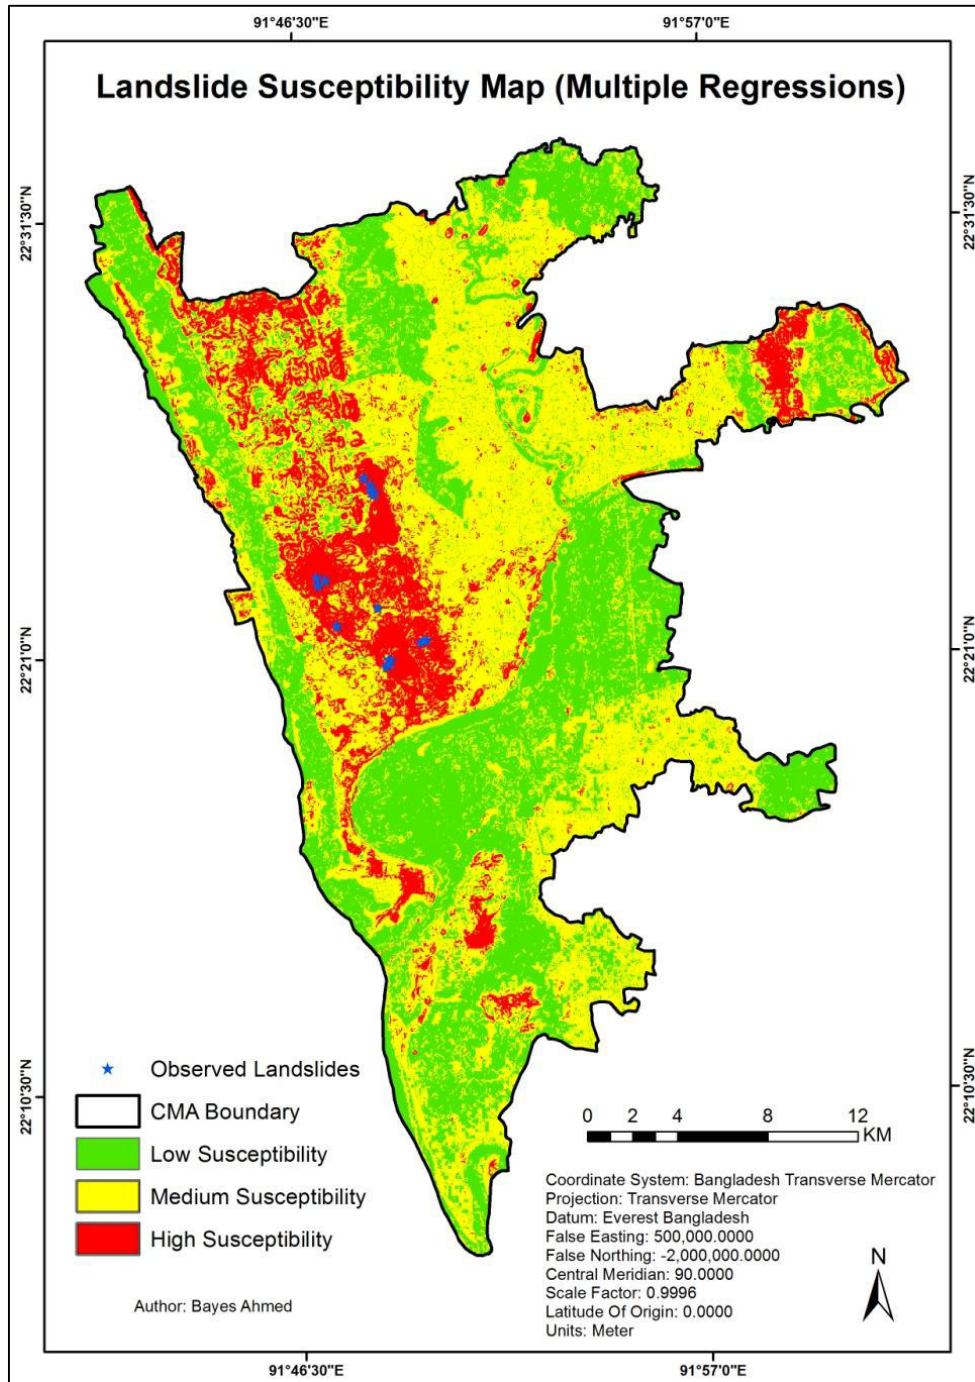 91°46'30"E 91°57'0"E
Landslide Susceptibility Map (Multiple Regressions)
22°31'30"N 22°31'30"N
22°21'0"N 22°21'0"N
22°10'30"N 22°10'30"N
★ Observed Landslides
CMA Boundary
Low Susceptibility
Medium Susceptibility
High Susceptibility
Author: Bayes Ahmed
0 2 4 8 12
KM
Coordinate System: Bangladesh Transverse Mercator
Projection: Transverse Mercator
Datum: Everest Bangladesh
False Easting: 500,000.0000
False Northing: -2,000,000.0000
Central Meridian: 90.0000
Scale Factor: 0.9996
Latitude Of Origin: 0.0000
Units: Meter
N
91°46'30"E 91°57'0"E